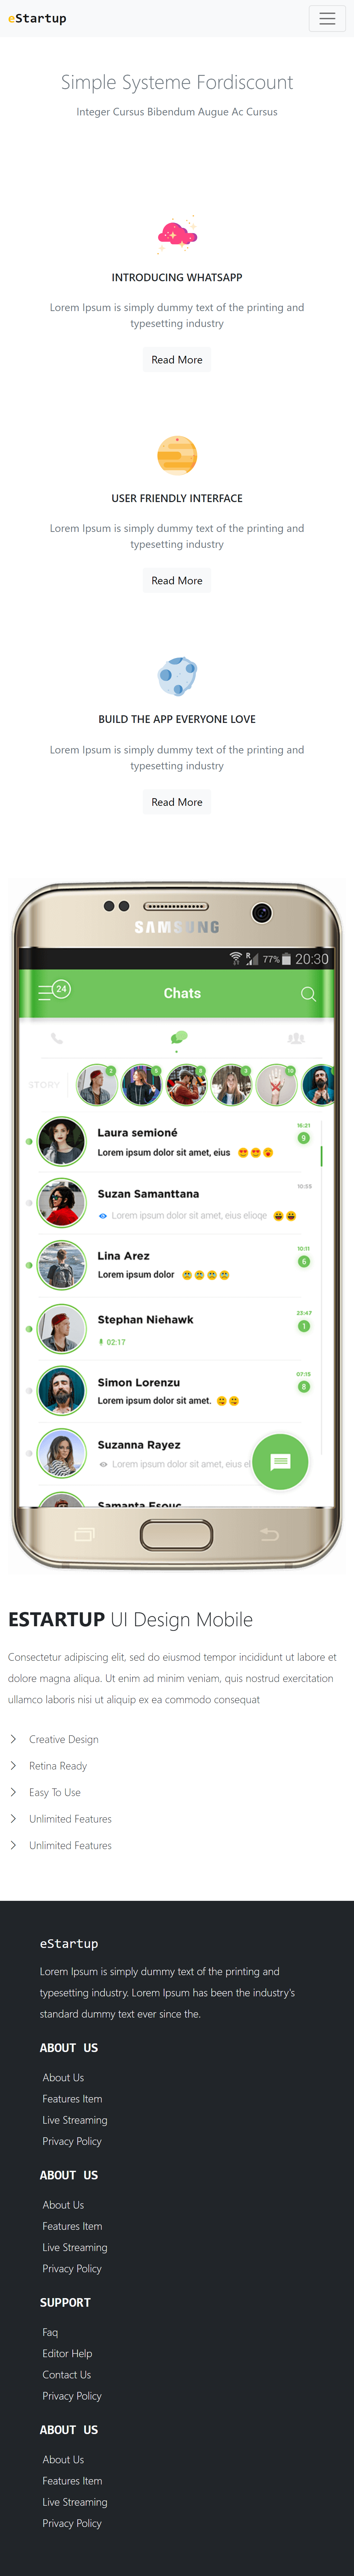 eStartup
Simple Systeme Fordiscount
Integer Cursus Bibendum Augue Ac Cursus
INTRODUCING WHATSAPP
Lorem Ipsum is simply dummy text of the printing and
typesetting industry
Read More
USER FRIENDLY INTERFACE
Lorem Ipsum is simply dummy text of the printing and
typesetting industry
Read More
BUILD THE APP EVERYONE LOVE
Lorem Ipsum is simply dummy text of the printing and
typesetting industry
Read More
SAMSUNG
R 77% 20:30
24 Chats
STORY
Laura semioné 16:21
Lorem ipsum dolor sit amet, eius 9
Suzan Samanttana 10:55
Lorem ipsum dolor sit amet, eius elioqe
Lina Arez 10:11
Lorem ipsum dolor 6
Stephan Niehawk 23:47
02:17 1
Simon Lorenzu 07:15
Lorem ipsum dolor sit amet. 8
Suzanna Rayez
Lorem ipsum dolor sit amet, eius el
Samanta Esouc
ESTARTUP UI Design Mobile
Consectetur adipiscing elit, sed do eiusmod tempor incididunt ut labore et
dolore magna aliqua. Ut enim ad minim veniam, quis nostrud exercitation
ullamco laboris nisi ut aliquip ex ea commodo consequat
Creative Design
Retina Ready
Easy To Use
Unlimited Features
Unlimited Features
eStartup
Lorem Ipsum is simply dummy text of the printing and
typesetting industry. Lorem Ipsum has been the industry's
standard dummy text ever since the.
ABOUT US
About Us
Features Item
Live Streaming
Privacy Policy
ABOUT US
About Us
Features Item
Live Streaming
Privacy Policy
SUPPORT
Faq
Editor Help
Contact Us
Privacy Policy
ABOUT US
About Us
Features Item
Live Streaming
Privacy Policy